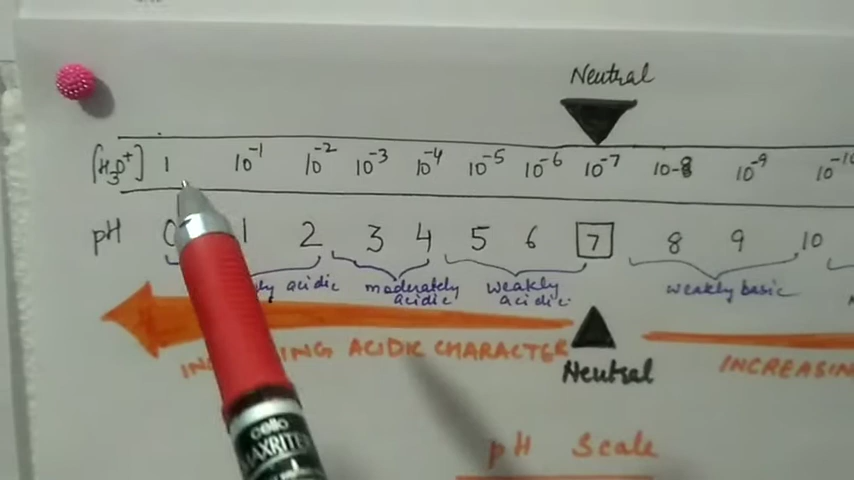 Neutral
[H3O+] 1 10⁻¹ 10⁻² 10⁻³ 10⁻⁴ 10⁻⁵ 10⁻⁶ 10⁻⁷ 10-8 10⁻⁹
pH 0 1 2 3 4 5 6 7 8 9 10
acidic moderately acidic weakly acidic weakly basic
ACIDIC CHARACTER INCREASING
Neutral
pH Scale
cello
MAXRITER